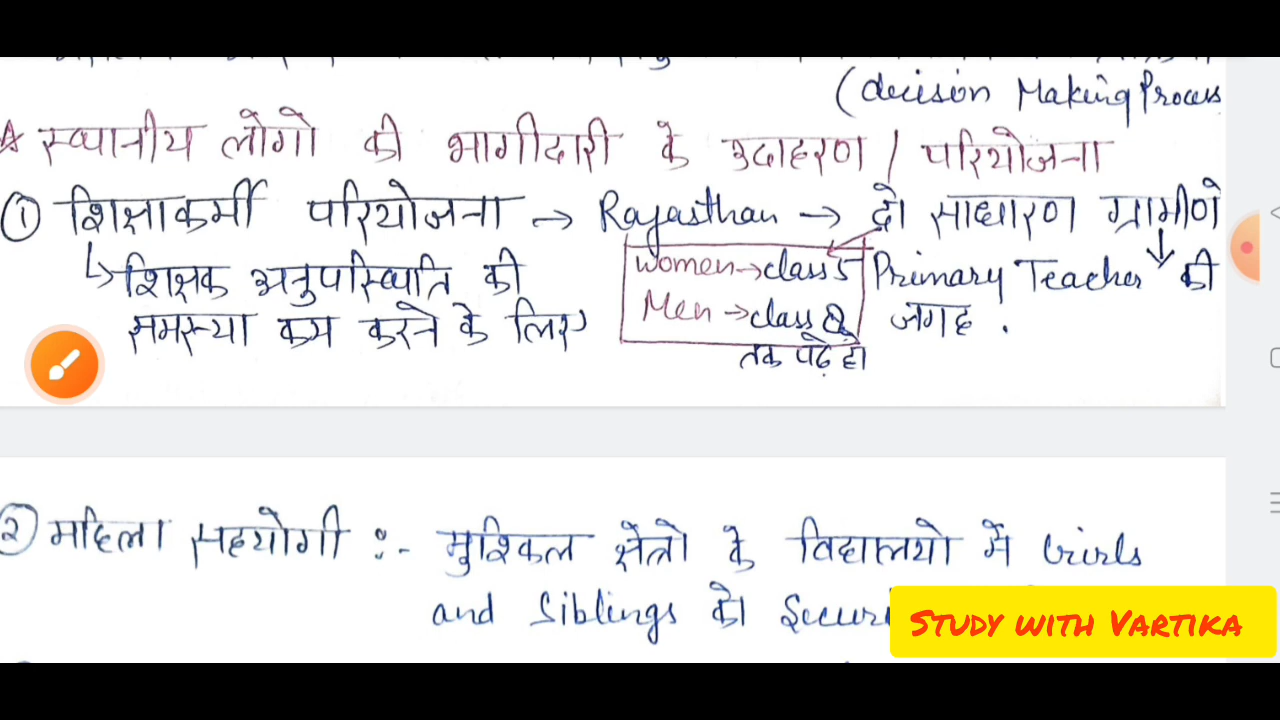 (decision Making Process
☆ स्थानीय लोगो की भागीदारी के उदाहरण / परियोजना
① शिक्षाकर्मी परियोजना → Rajasthan → दो साधारण ग्रामीणो
↳ शिक्षक अनुपस्थिति की women → class 5 Primary Teacher की
समस्या कम करने के लिए Men → class 8 जगह .
तक पढ़े हो
② महिला सहयोगी :- मुश्किल क्षेत्रो के विद्यालयो में Girls
and Siblings को
Study with Vartika